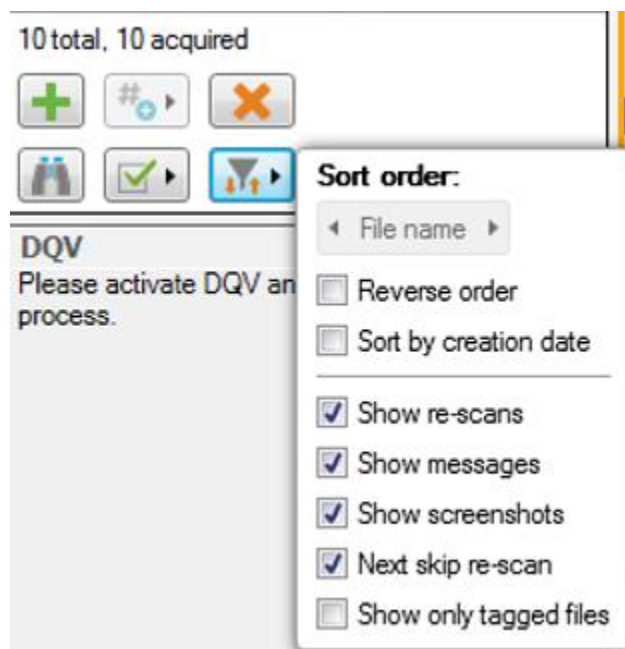 10 total, 10 acquired
#
Sort order:
File name
DQV
Please activate DQV an
process.
Reverse order
Sort by creation date
Show re-scans
Show messages
Show screenshots
Next skip re-scan
Show only tagged files